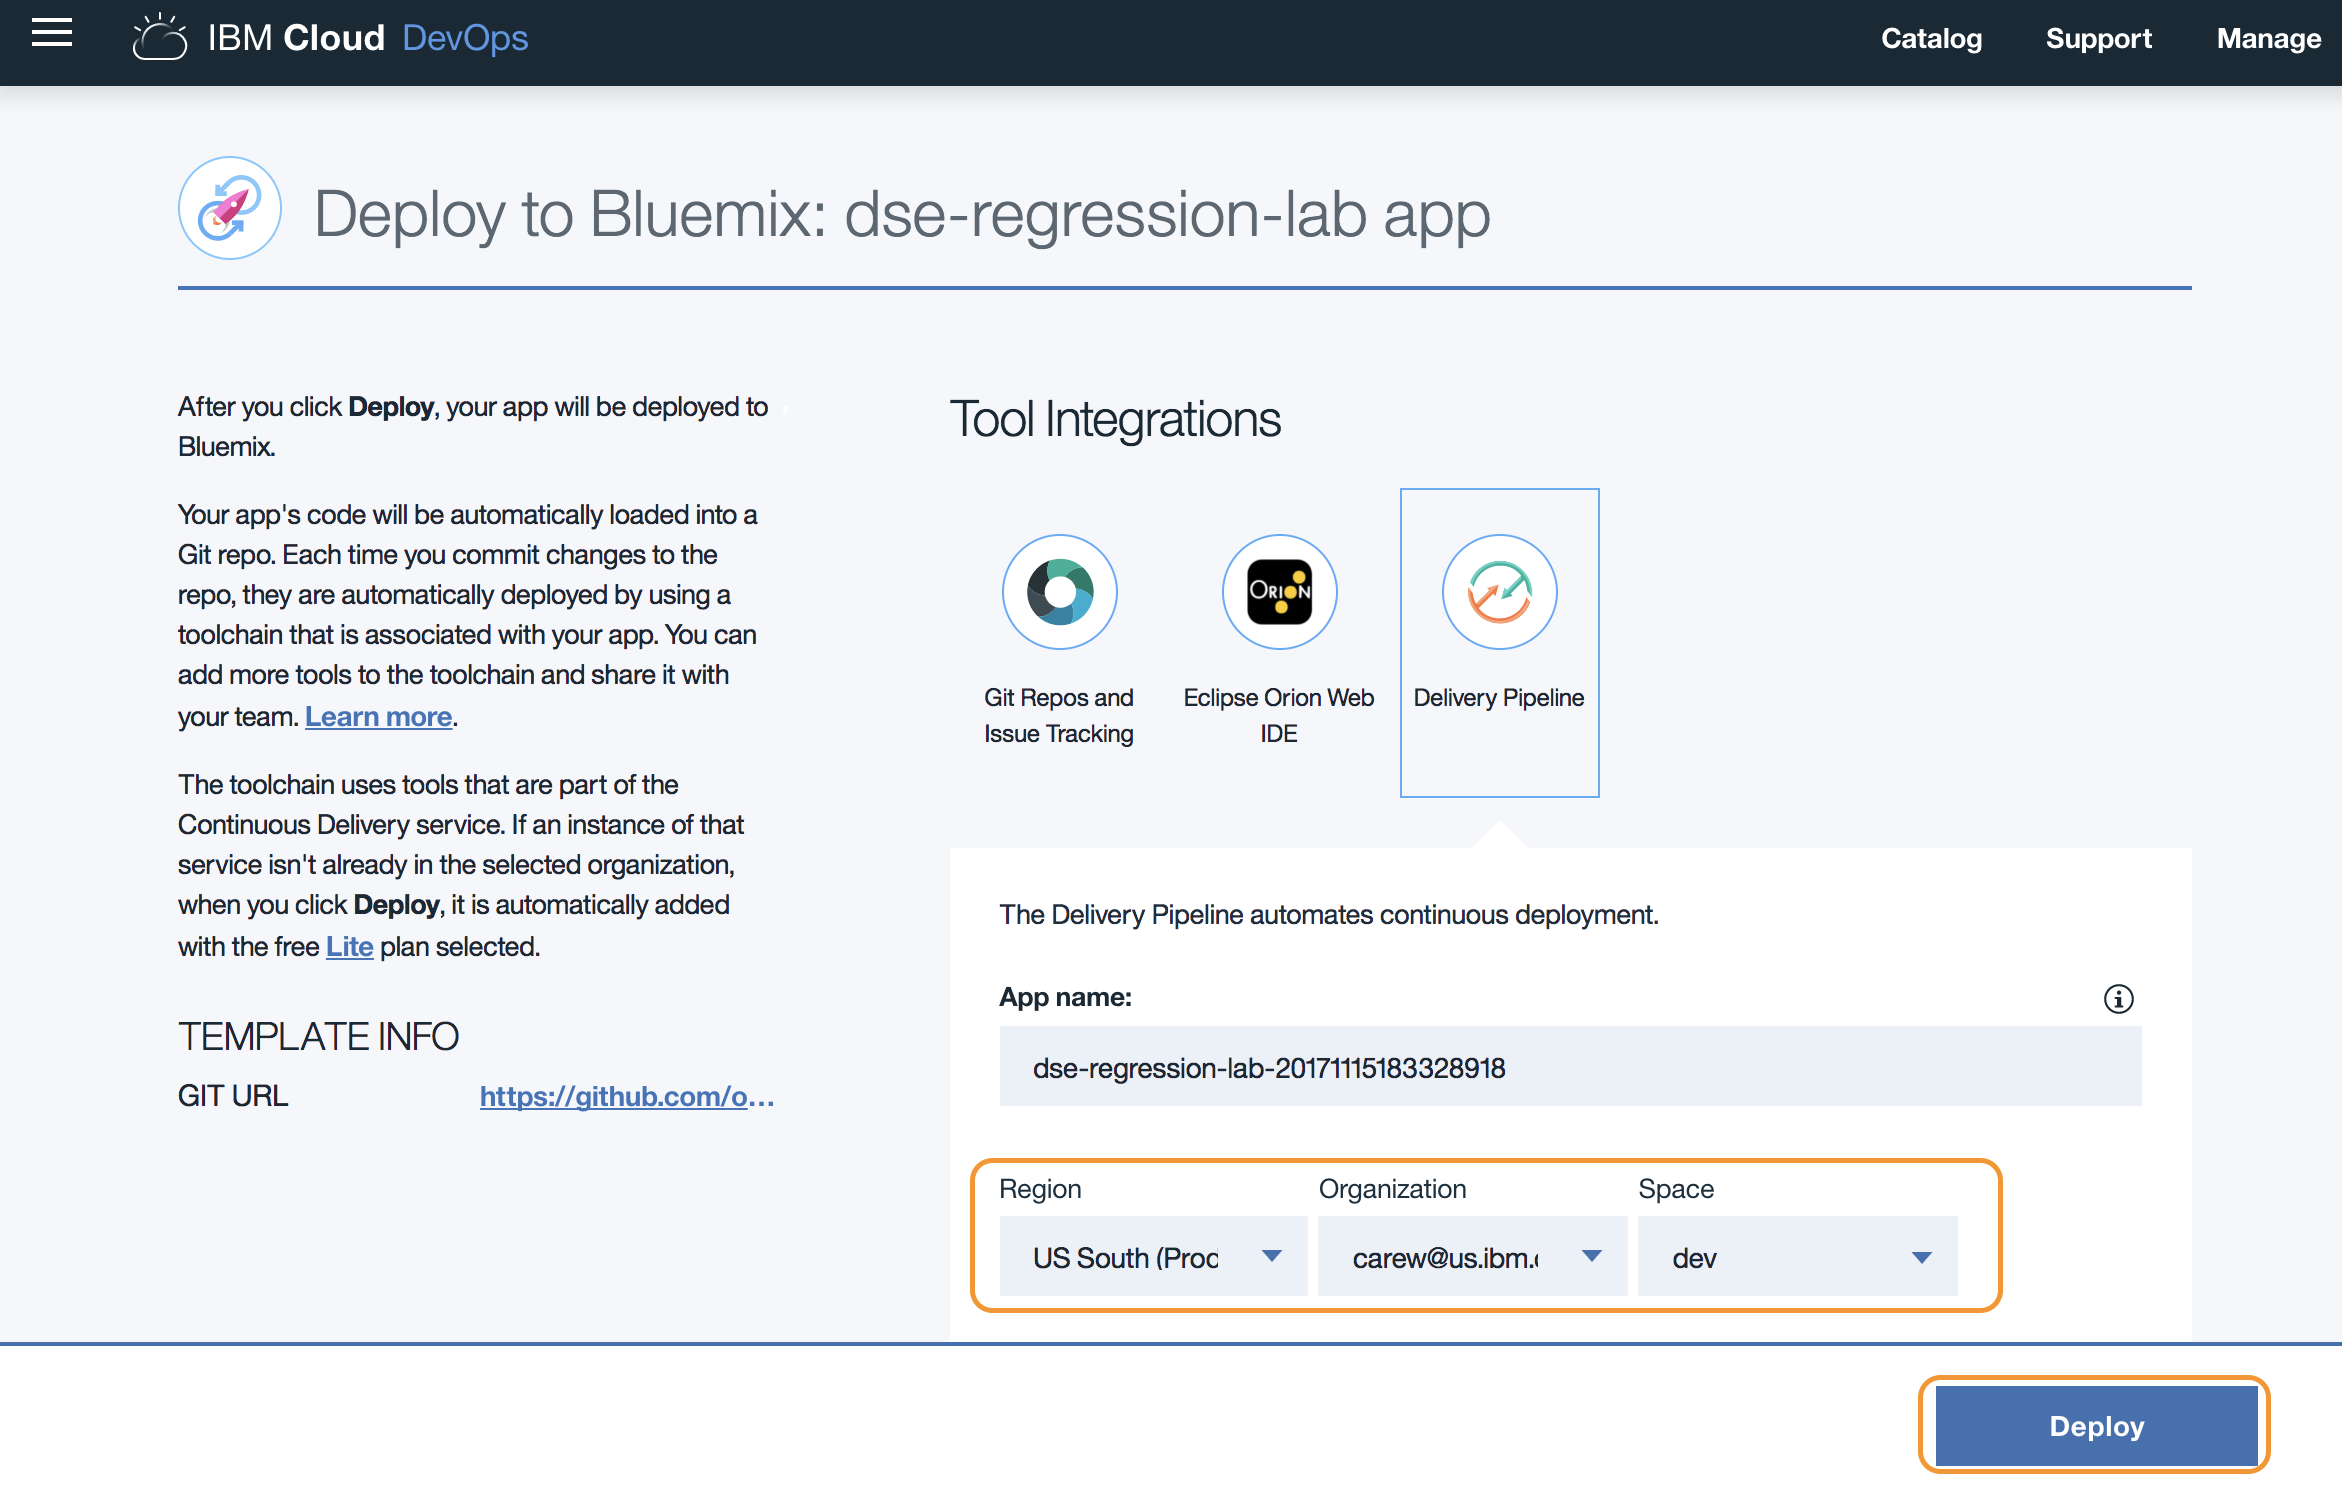 IBM Cloud DevOps
Catalog
Support
Manage
Deploy to Bluemix: dse-regression-lab app
After you click Deploy, your app will be deployed to
Bluemix.
Your app's code will be automatically loaded into a
Git repo. Each time you commit changes to the
repo, they are automatically deployed by using a
toolchain that is associated with your app. You can
add more tools to the toolchain and share it with
your team. Learn more.
The toolchain uses tools that are part of the
Continuous Delivery service. If an instance of that
service isn't already in the selected organization,
when you click Deploy, it is automatically added
with the free Lite plan selected.
TEMPLATE INFO
GIT URL
https://github.com/o...
Tool Integrations
ORION
Git Repos and
Issue Tracking
Eclipse Orion Web
IDE
Delivery Pipeline
The Delivery Pipeline automates continuous deployment.
App name:
dse-regression-lab-20171115183328918
Region
Organization
Space
US South (Prod
carew@us.ibm.c
dev
Deploy